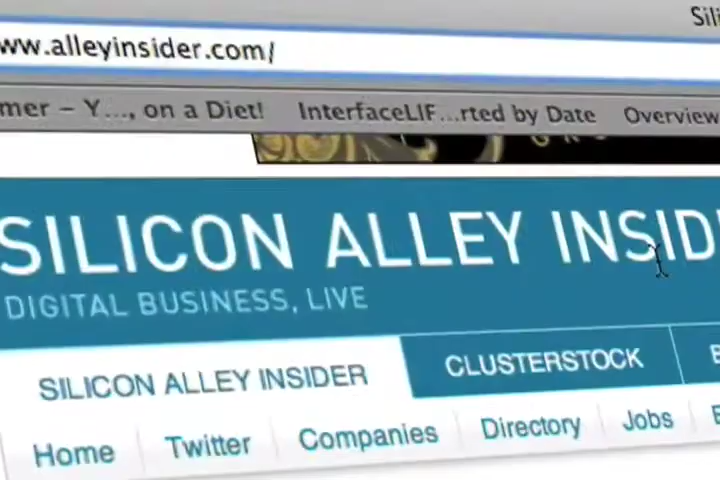 Sili
ww.alleyinsider.com/
mer – Y..., on a Diet!   InterfaceLIF...rted by Date   Overview
SILICON ALLEY INSID
DIGITAL BUSINESS, LIVE
SILICON ALLEY INSIDER   CLUSTERSTOCK
Home   Twitter   Companies   Directory   Jobs